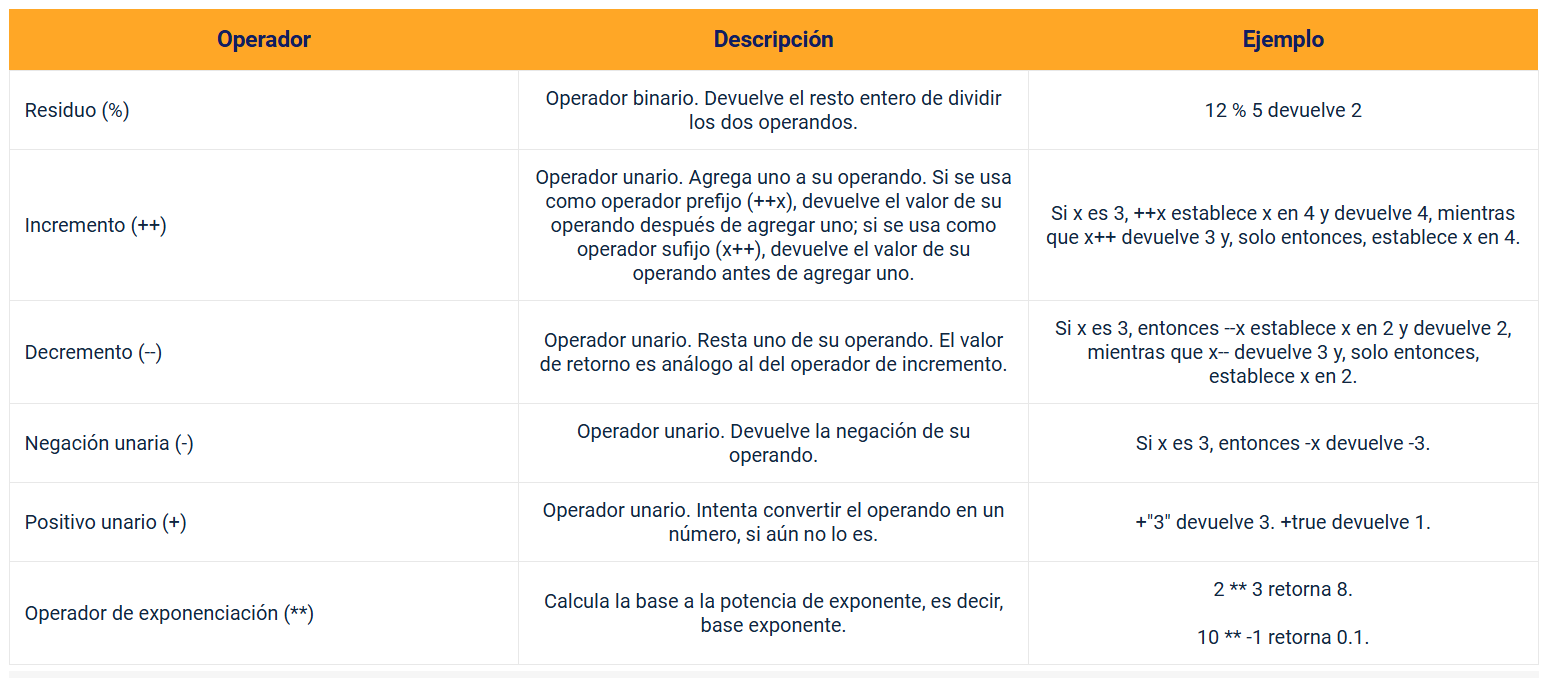 Operador
Descripción
Ejemplo
Residuo (%)
Operador binario. Devuelve el resto entero de dividir
los dos operandos.
12 % 5 devuelve 2
Incremento (++)
Operador unario. Agrega uno a su operando. Si se usa
como operador prefijo (++x), devuelve el valor de su
operando después de agregar uno; si se usa como
operador sufijo (x++), devuelve el valor de su
operando antes de agregar uno.
Si x es 3, ++x establece x en 4 y devuelve 4, mientras
que x++ devuelve 3 y, solo entonces, establece x en 4.
Decremento (--)
Operador unario. Resta uno de su operando. El valor
de retorno es análogo al del operador de incremento.
Si x es 3, entonces --x establece x en 2 y devuelve 2,
mientras que x-- devuelve 3 y, solo entonces,
establece x en 2.
Negación unaria (-)
Operador unario. Devuelve la negación de su
operando.
Si x es 3, entonces -x devuelve -3.
Positivo unario (+)
Operador unario. Intenta convertir el operando en un
número, si aún no lo es.
+"3" devuelve 3. +true devuelve 1.
Operador de exponenciación (**)
Calcula la base a la potencia de exponente, es decir,
base exponente.
2 ** 3 retorna 8.
10 ** -1 retorna 0.1.